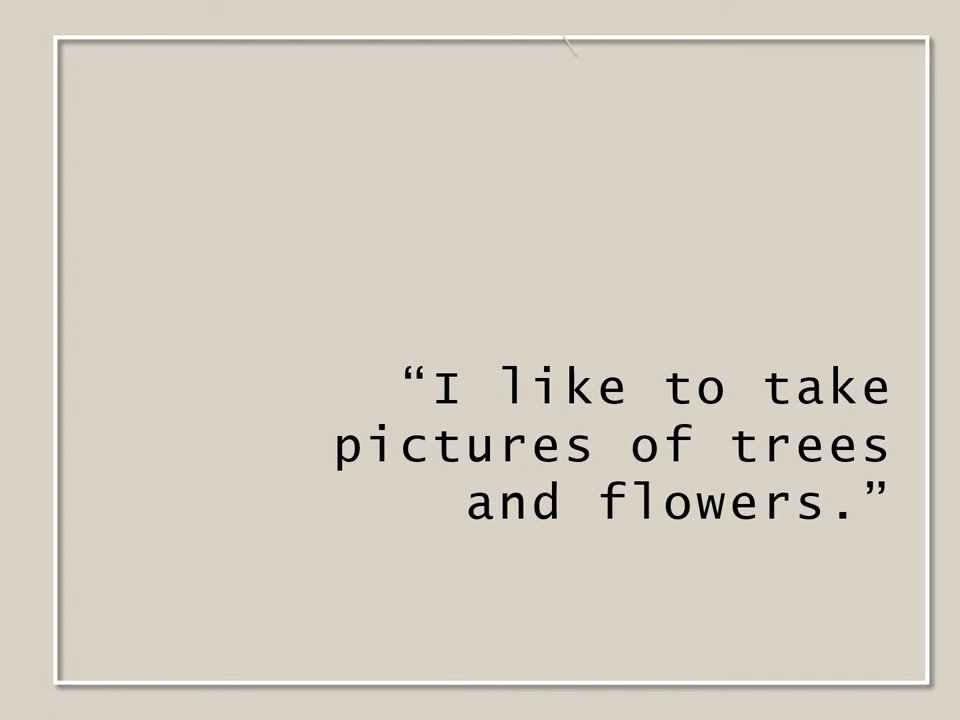 “I like to take
pictures of trees
and flowers.”